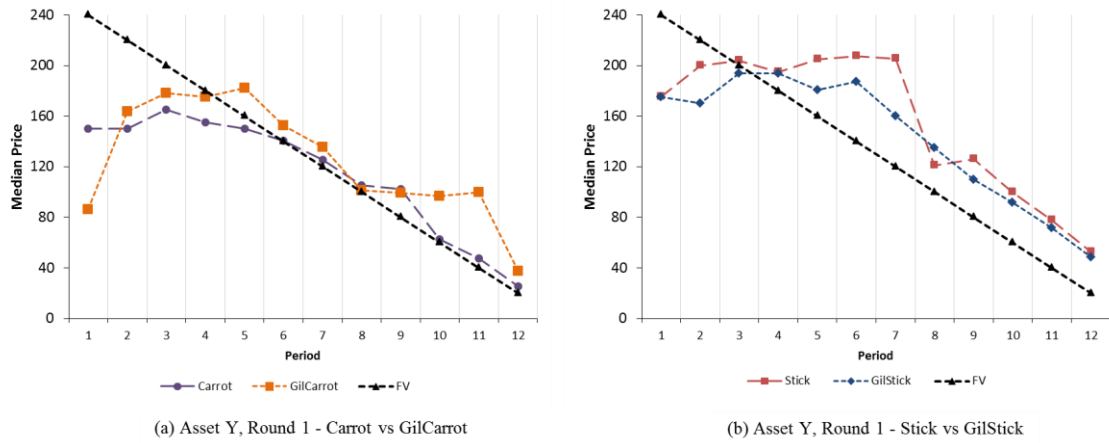 240
200
160
120
80
40
0
Median Price
1 2 3 4 5 6 7 8 9 10 11 12
Period
Carrot GilCarrot FV
(a) Asset Y, Round 1 - Carrot vs GilCarrot
240
200
160
120
80
40
0
Median Price
1 2 3 4 5 6 7 8 9 10 11 12
Period
Stick GilStick FV
(b) Asset Y, Round 1 - Stick vs GilStick